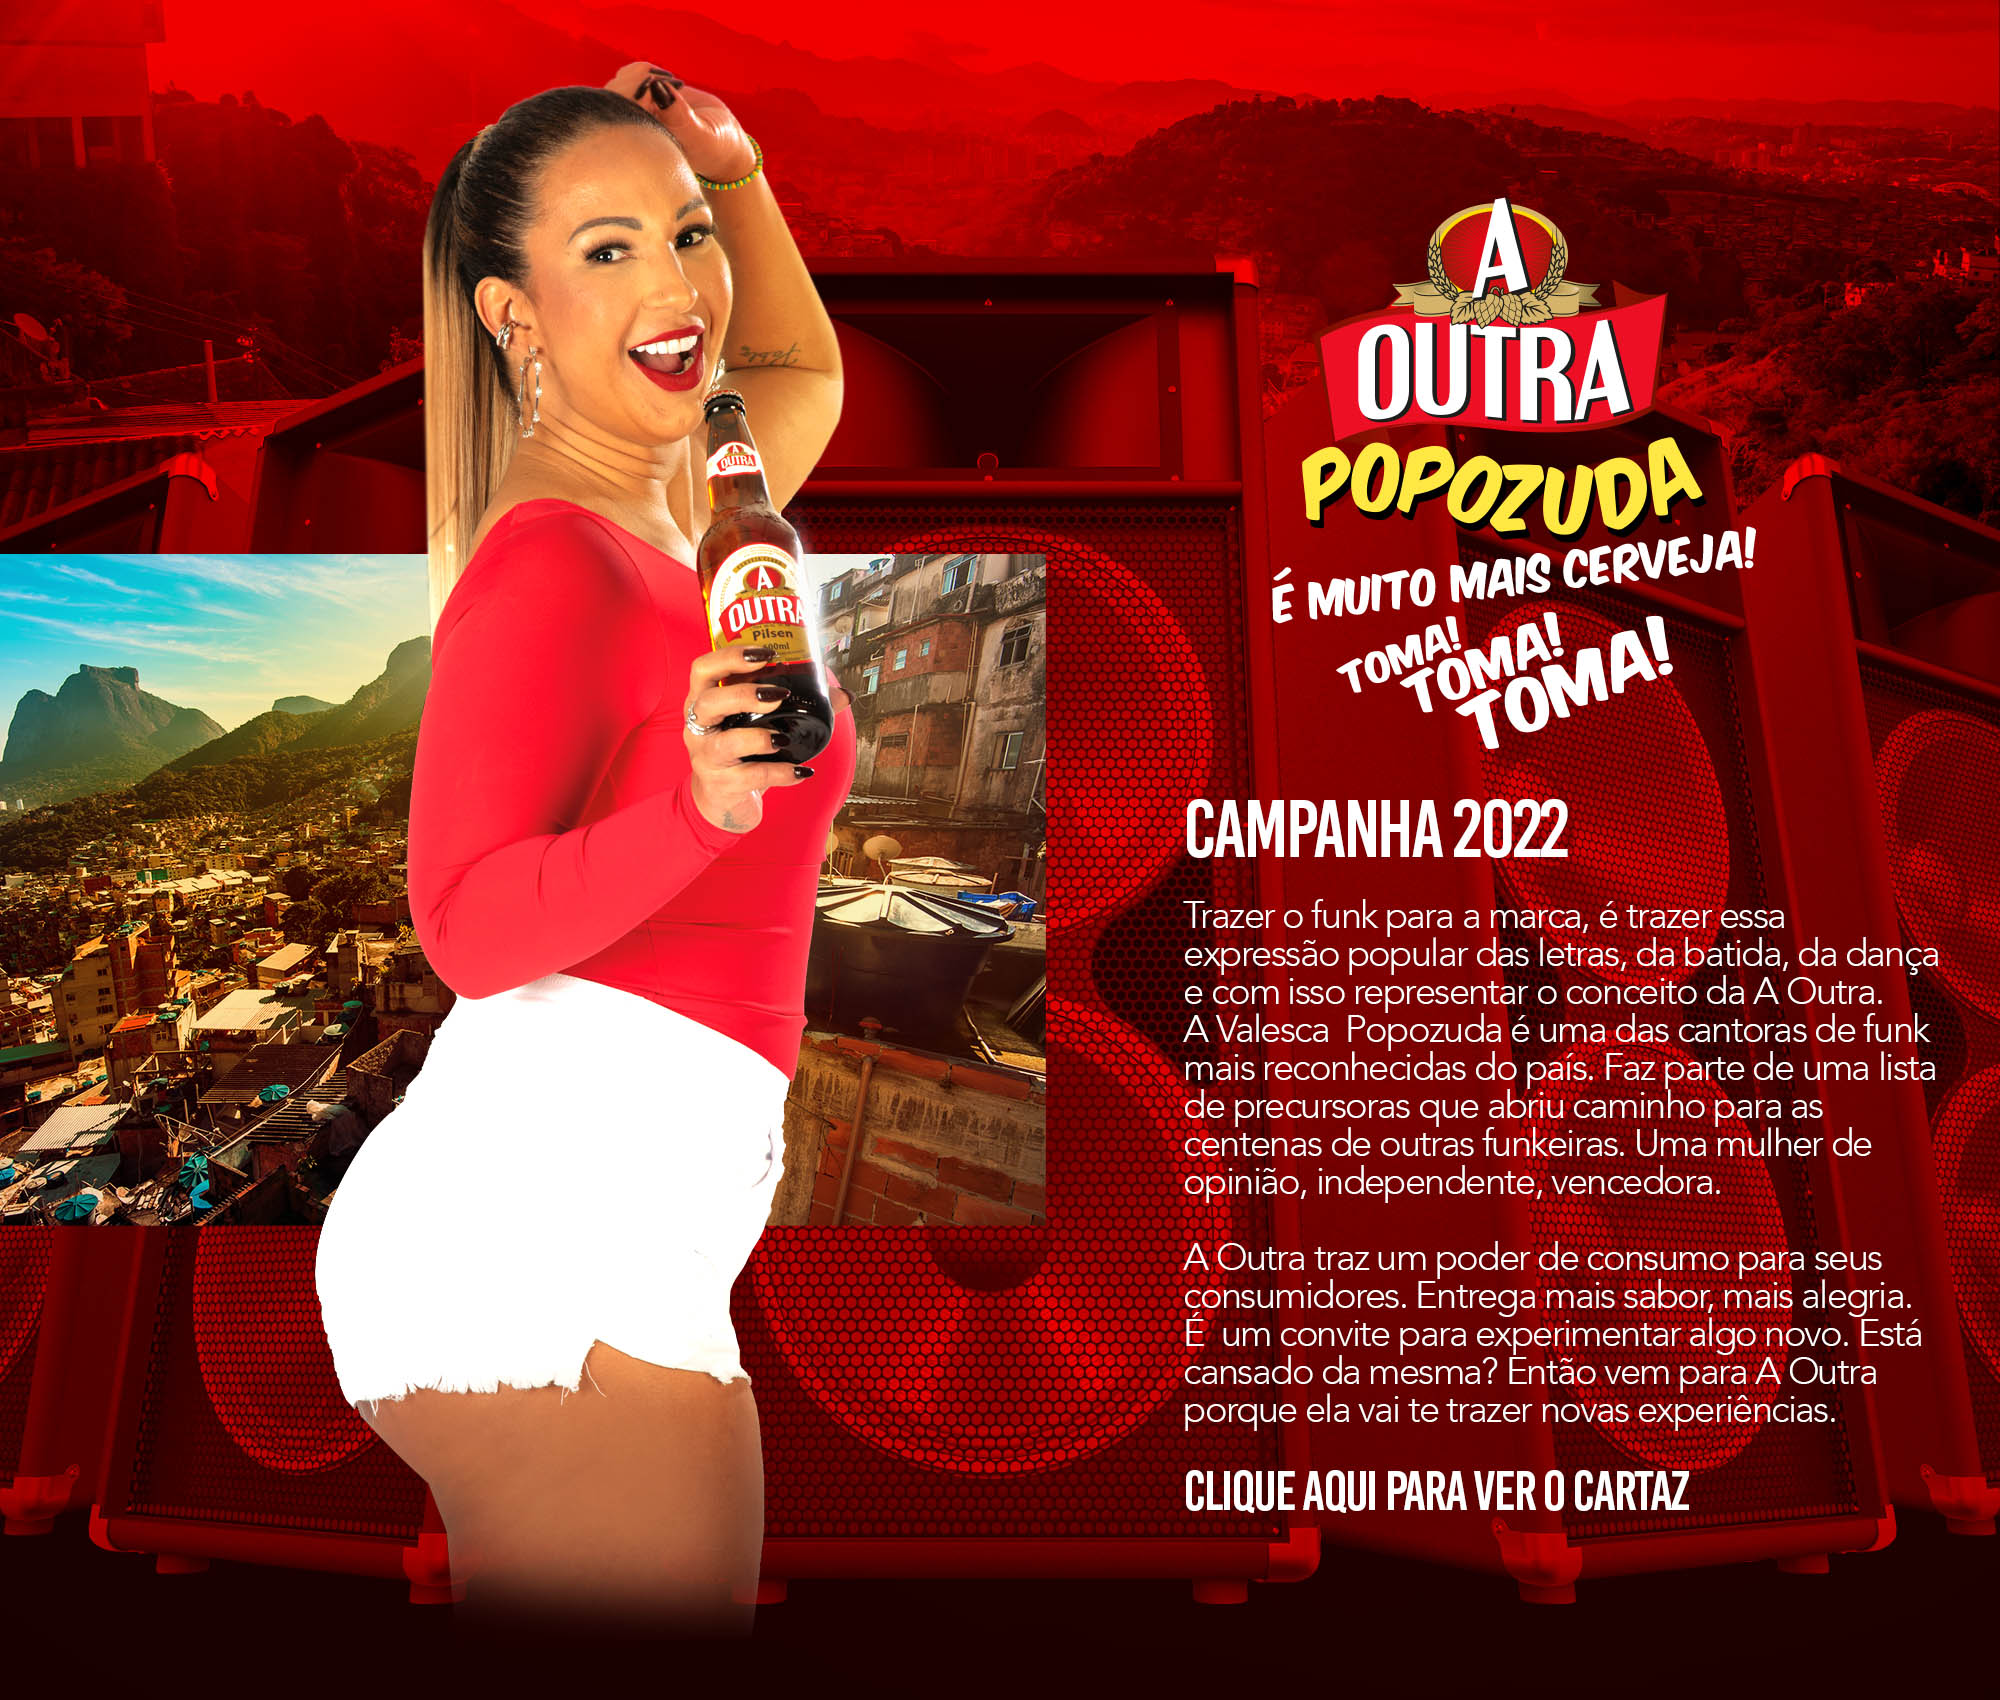 A
OUTRA
POPOZUDA
É MUITO MAIS CERVEJA!
TOMA!
TOMA!
TOMA!
A
OUTRA
A
OUTRA
Pilsen
600ml
CAMPANHA 2022
Trazer o funk para a marca, é trazer essa
expressão popular das letras, da batida, da dança
e com isso representar o conceito da A Outra.
A Valesca  Popozuda é uma das cantoras de funk
mais reconhecidas do país. Faz parte de uma lista
de precursoras que abriu caminho para as
centenas de outras funkeiras. Uma mulher de
opinião, independente, vencedora.
A Outra traz um poder de consumo para seus
consumidores. Entrega mais sabor, mais alegria.
É  um convite para experimentar algo novo. Está
cansado da mesma? Então vem para A Outra
porque ela vai te trazer novas experiências.
CLIQUE AQUI PARA VER O CARTAZ